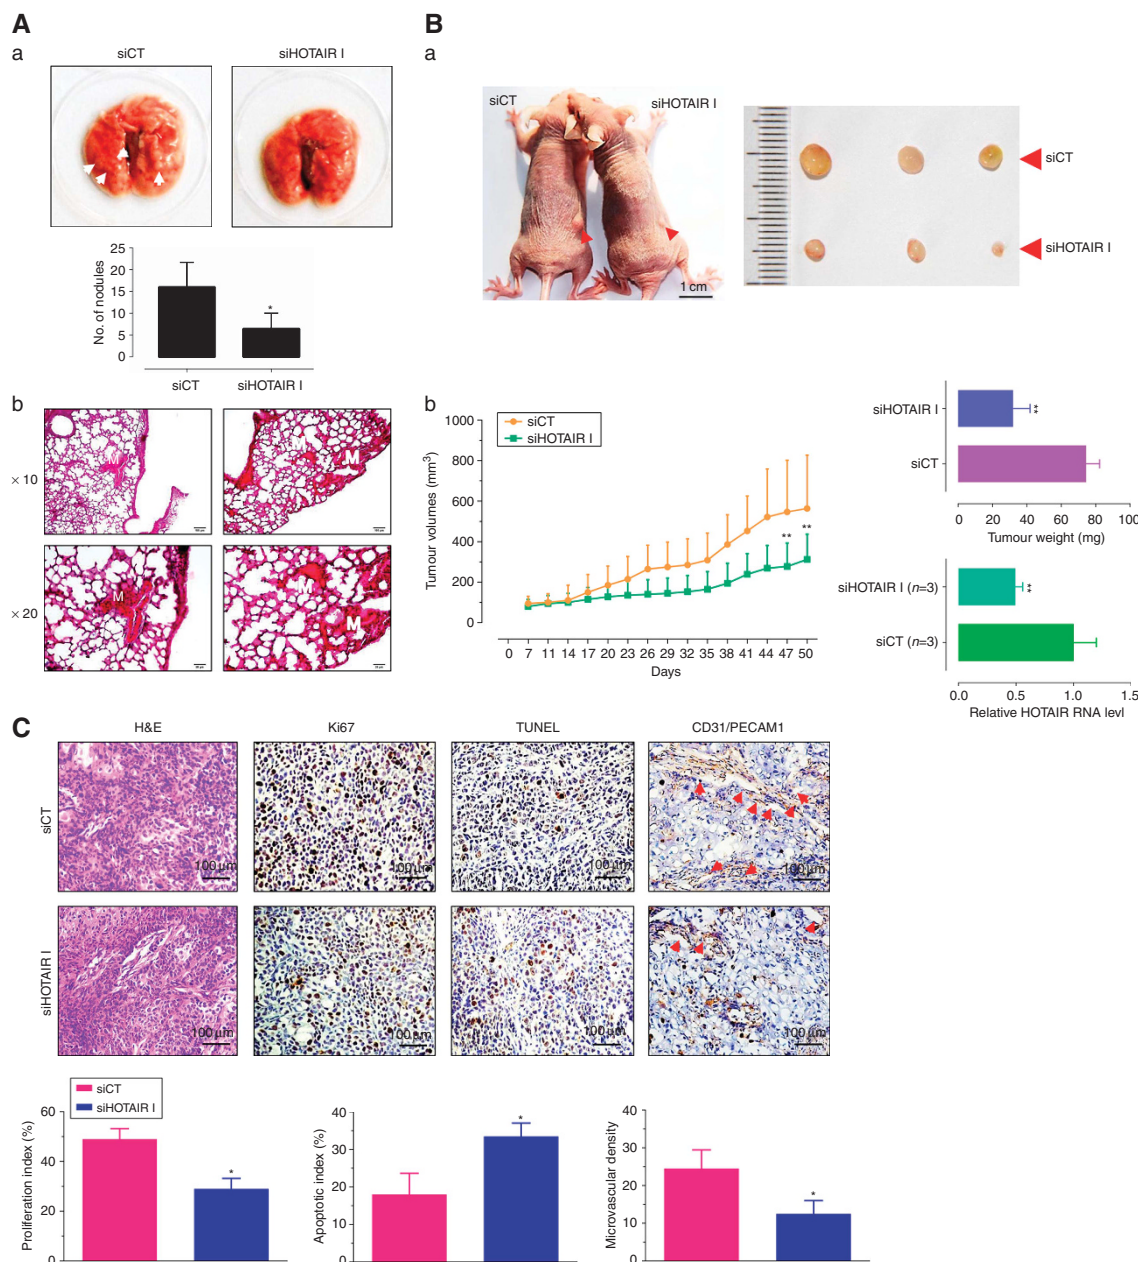 A
B
a
siCT
siHOTAIR I
a
siCT
siHOTAIR I
1 cm
siCT
siHOTAIR I
No. of nodules
25
20
15
10
5
0
*
siCT
siHOTAIR I
b
× 10
M
× 20
M
M
b
Tumour volumes (mm3)
1000
800
600
400
200
siCT
siHOTAIR I
**
**
0 7 11 14 17 20 23 26 29 32 35 38 41 44 47 50
Days
siHOTAIR I
**
siCT
0 20 40 60 80 100
Tumour weight (mg)
siHOTAIR I (n=3)
**
siCT (n=3)
0.0 0.5 1.0 1.5
Relative HOTAIR RNA levl
C
H&E
Ki67
TUNEL
CD31/PECAM1
siCT
100 µm
100 µm
100 µm
100 µm
siHOTAIR I
100 µm
100 µm
100 µm
100 µm
siCT
siHOTAIR I
Proliferation index (%)
60
40
20
0
*
Apoptotic index (%)
40
30
20
10
0
*
Microvascular density
40
30
20
10
0
*